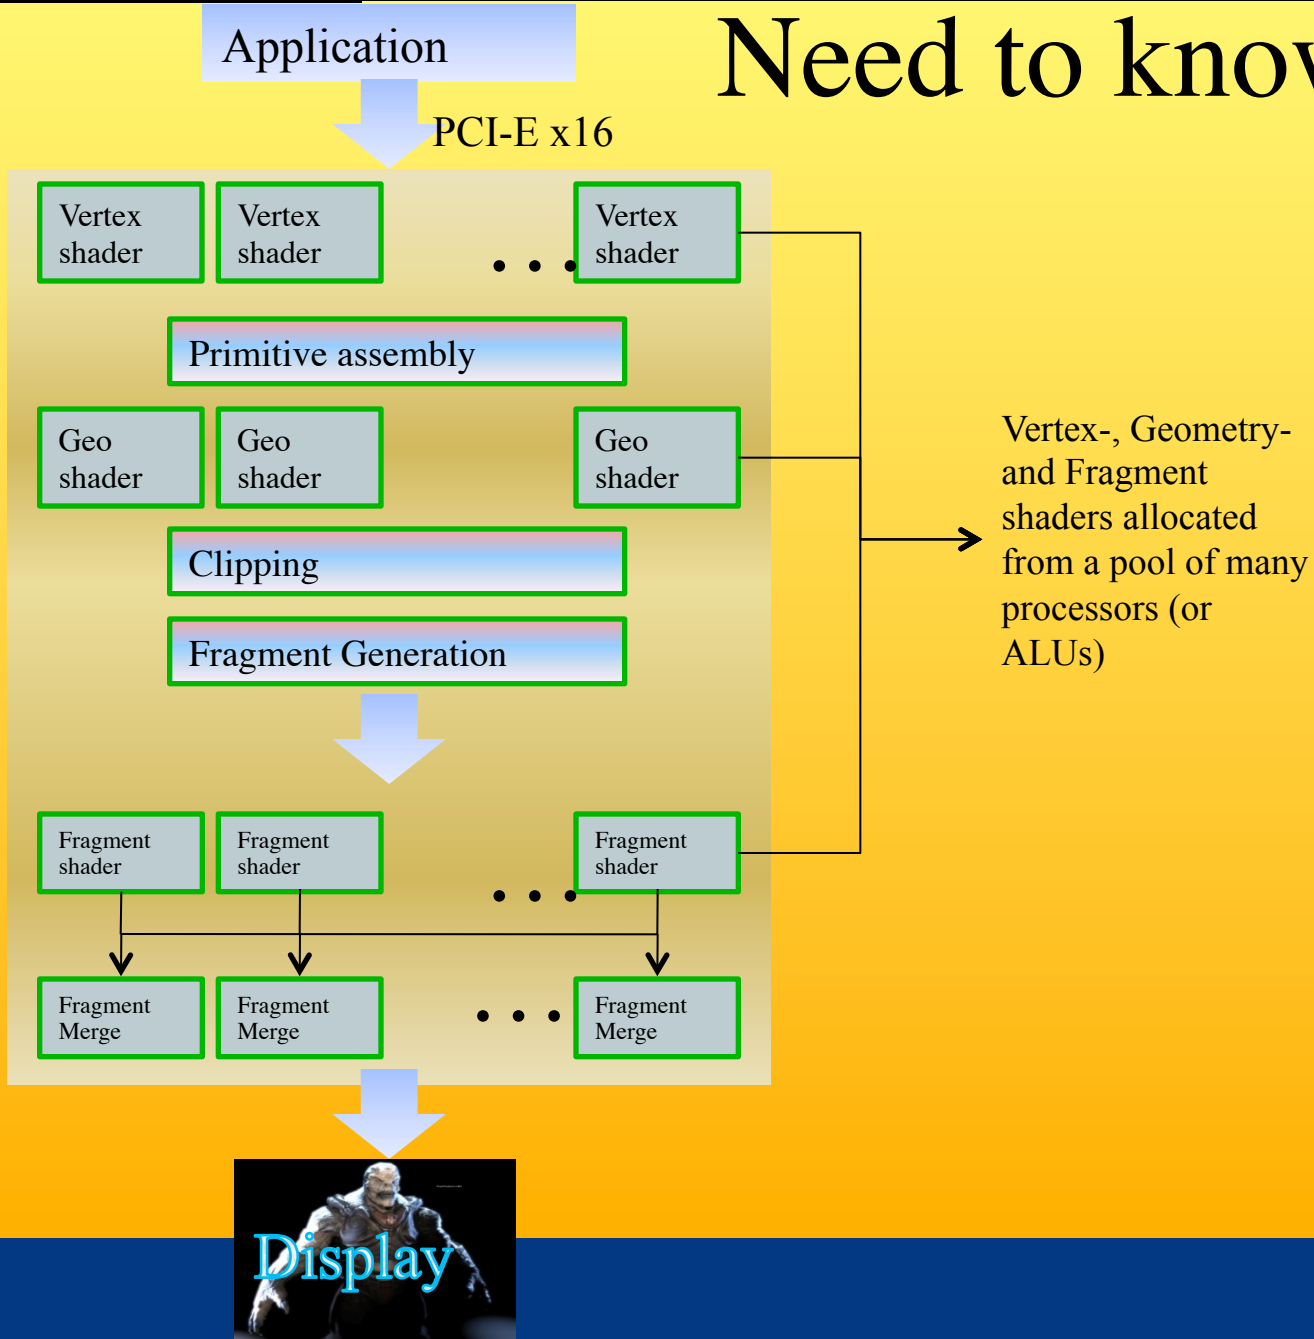 Application
Need to know
PCI-E x16
Vertex
shader
Vertex
shader
. . .
Vertex
shader
Primitive assembly
Geo
shader
Geo
shader
Geo
shader
Vertex-, Geometry-
and Fragment
shaders allocated
from a pool of many
processors (or
ALUs)
Clipping
Fragment Generation
Fragment
shader
Fragment
shader
. . .
Fragment
shader
Fragment
Merge
Fragment
Merge
. . .
Fragment
Merge
Display